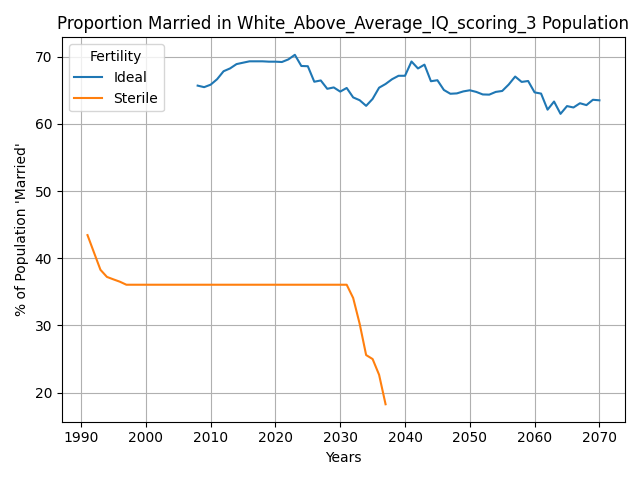 Proportion Married in White_Above_Average_IQ_scoring_3 Population
Fertility
Ideal
Sterile
% of Population 'Married'
70
60
50
40
30
20
1990 2000 2010 2020 2030 2040 2050 2060 2070
Years